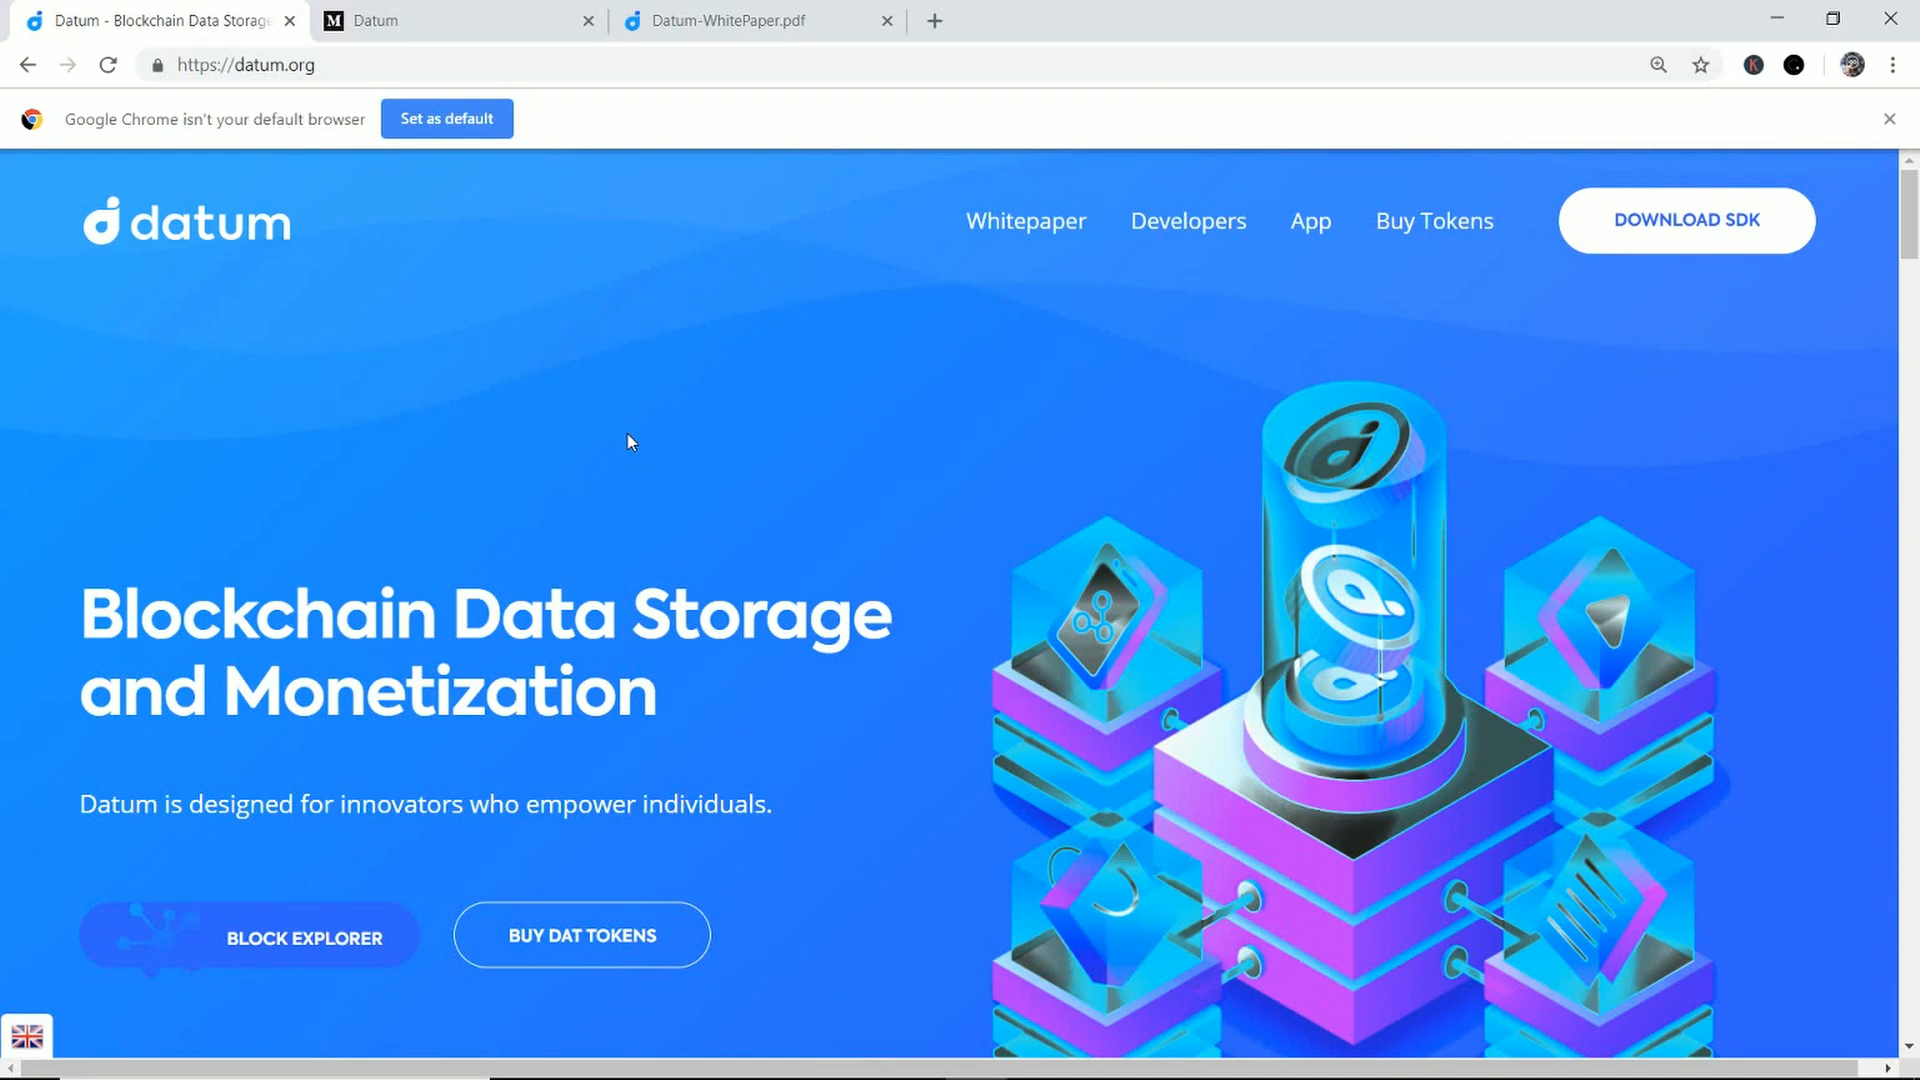 Datum - Blockchain Data Storage
Datum
Datum-WhitePaper.pdf
https://datum.org
Google Chrome isn't your default browser
Set as default
datum
Whitepaper
Developers
App
Buy Tokens
DOWNLOAD SDK
Blockchain Data Storage
and Monetization
Datum is designed for innovators who empower individuals.
BLOCK EXPLORER
BUY DAT TOKENS